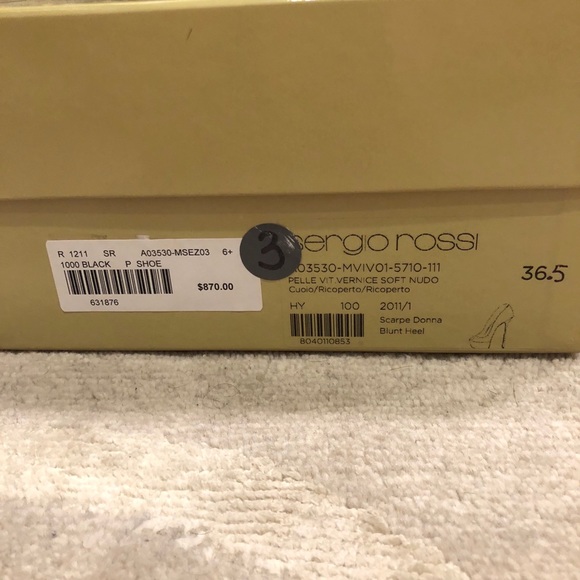 R 1211 SR A03530-MSEZ03 6+
1000 BLACK P SHOE
$870.00
631876
3
sergio rossi
A03530-MVIV01-5710-111
PELLE VIT.VERNICE SOFT NUDO
Cuoio/Ricoperto/Ricoperto
HY 100 2011/1
Scarpe Donna
Blunt Heel
8040110853
36.5